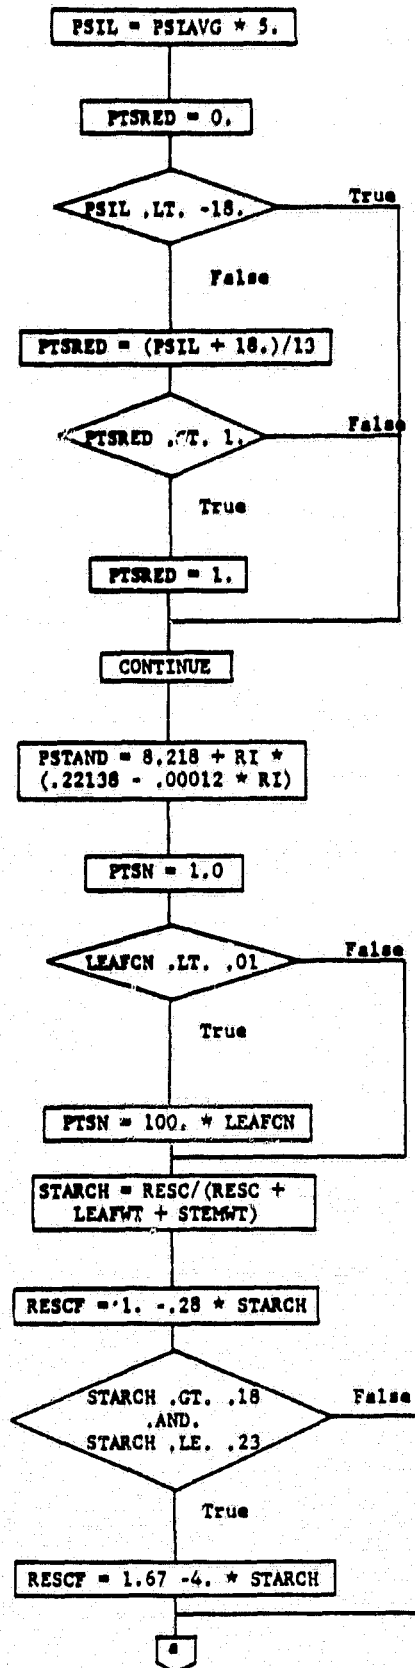 PSIL = PSIAVG * 5.
PTSRED = 0.
PSIL .LT. -18.
True
False
PTSRED = (PSIL + 18.)/13
PTSRED .GT. 1.
False
True
PTSRED = 1.
CONTINUE
PSTAND = 8.218 + RI *
(.22138 - .00012 * RI)
PTSN = 1.0
LEAFCN .LT. .01
False
True
PTSN = 100. * LEAFCN
STARCH = RESC/(RESC +
LEAFWT + STEMWT)
RESCF = 1. -.28 * STARCH
STARCH .GT. .18
.AND.
STARCH .LE. .23
False
True
RESCF = 1.67 -4. * STARCH
a